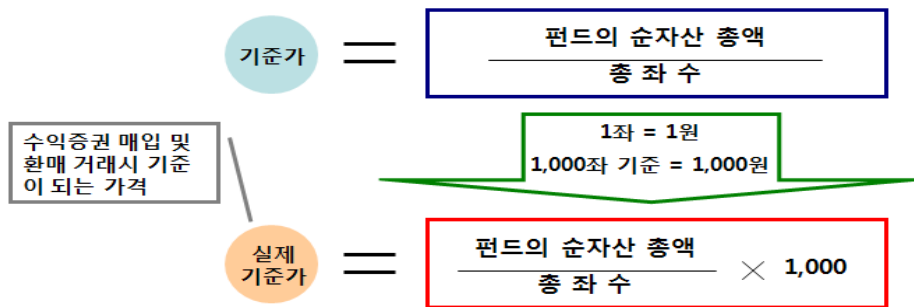 기준가
펀드의 순자산 총액
총 좌 수
수익증권 매입 및
환매 거래시 기준
이 되는 가격
1좌 = 1원
1,000좌 기준 = 1,000원
실제
기준가
펀드의 순자산 총액
총 좌 수
× 1,000